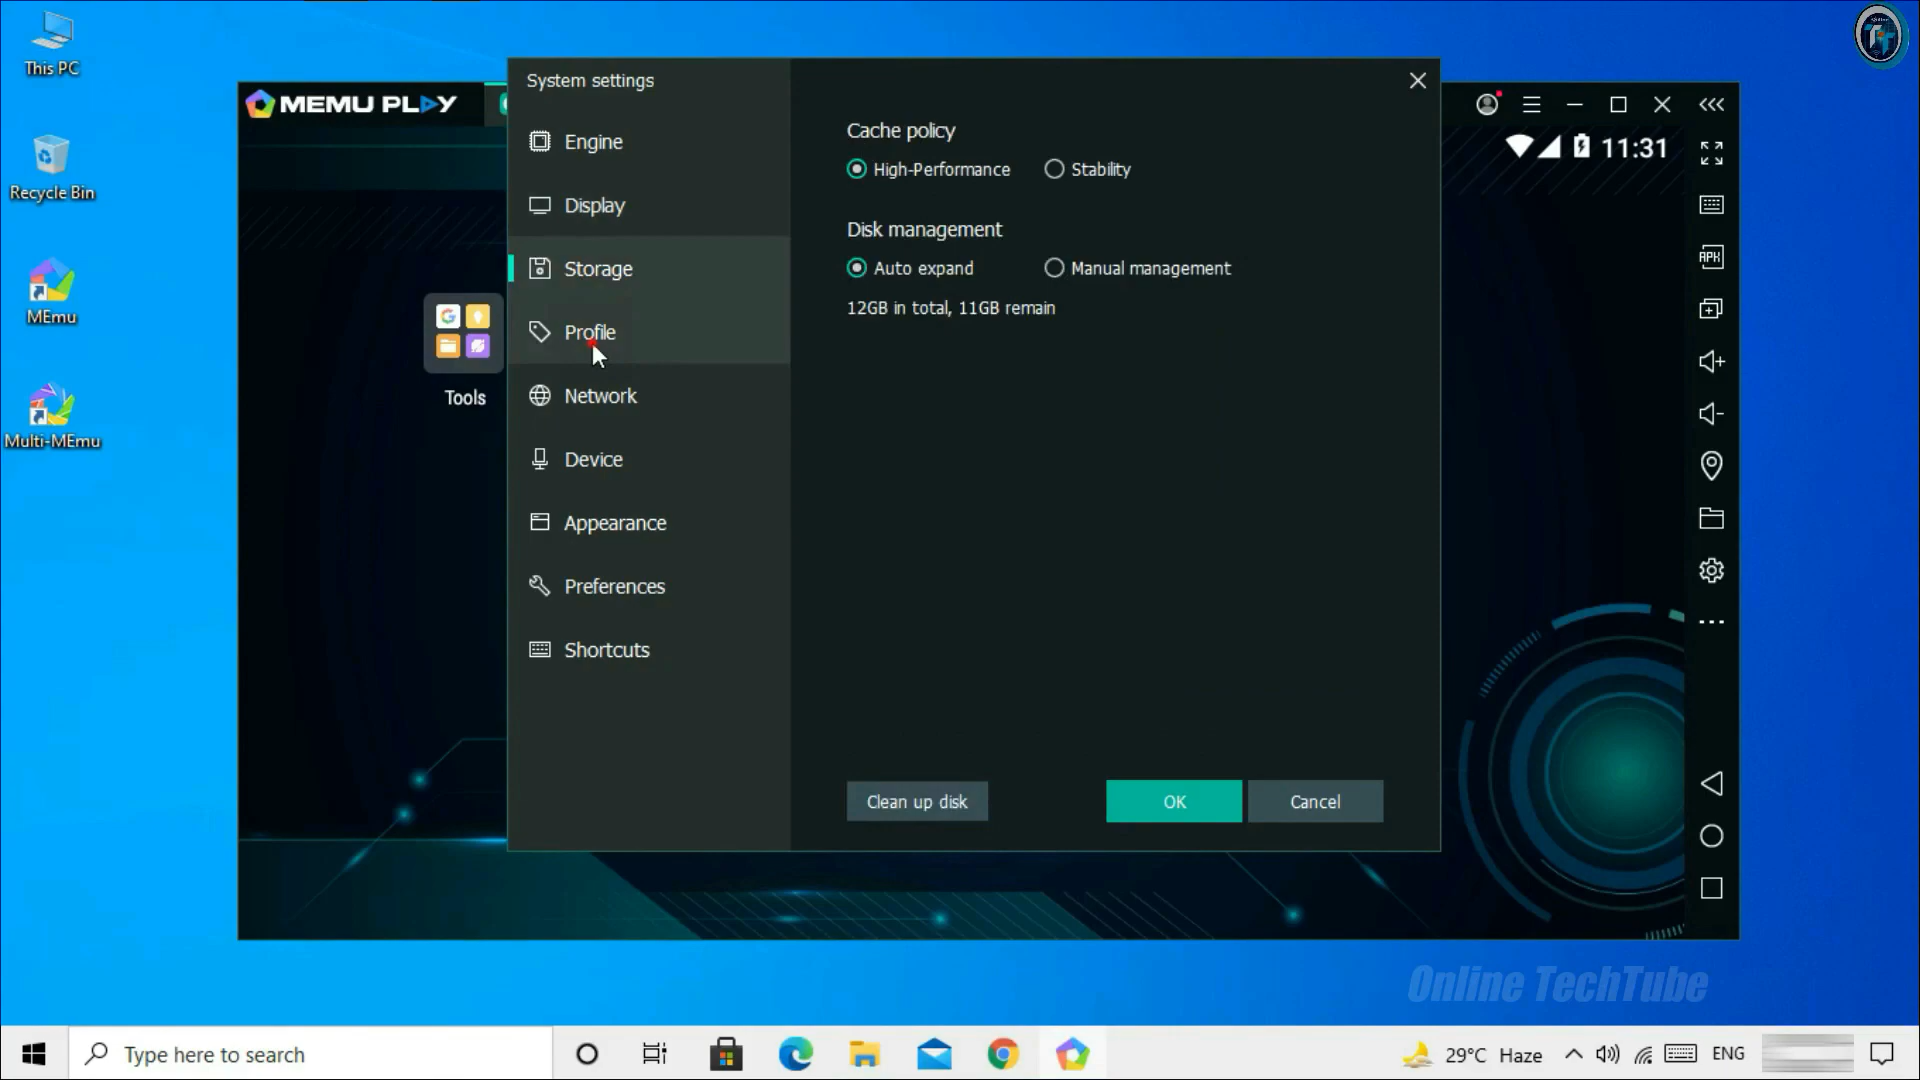 This PC
Recycle Bin
MEmu
Multi-MEmu
MEMU PLAY
Tools
System settings
Engine
Display
Storage
Profile
Network
Device
Appearance
Preferences
Shortcuts
Cache policy
High-Performance
Stability
Disk management
Auto expand
Manual management
12GB in total, 11GB remain
Clean up disk
OK
Cancel
11:31
APK
Online TechTube
Type here to search
29°C Haze
ENG